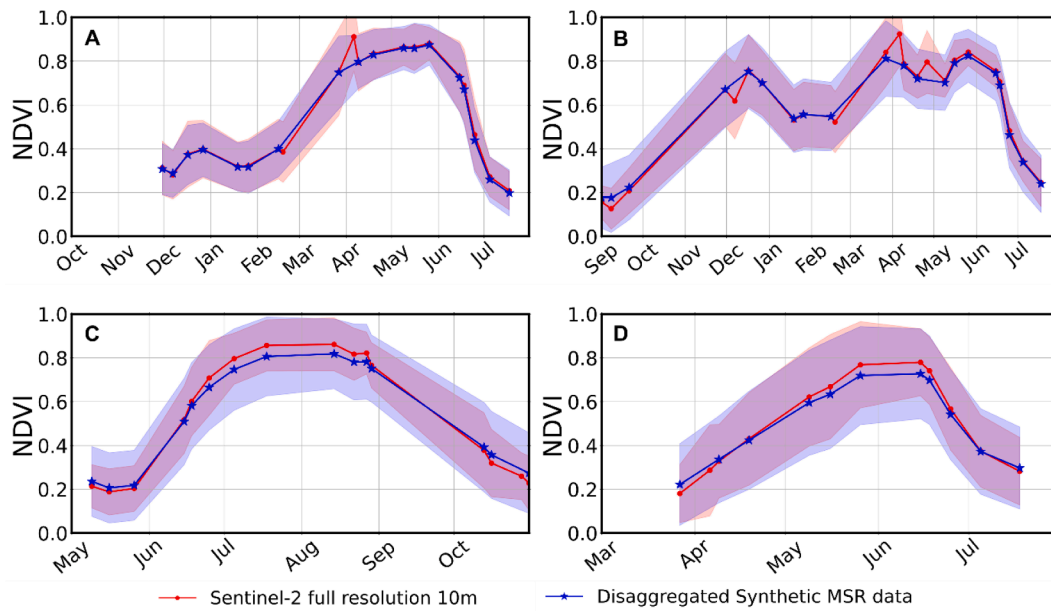 A
NDVI
1.0
0.8
0.6
0.4
0.2
0.0
Oct
Nov
Dec
Jan
Feb
Mar
Apr
May
Jun
Jul
B
NDVI
1.0
0.8
0.6
0.4
0.2
0.0
Sep
Oct
Nov
Dec
Jan
Feb
Mar
Apr
May
Jun
Jul
C
NDVI
1.0
0.8
0.6
0.4
0.2
0.0
May
Jun
Jul
Aug
Sep
Oct
D
NDVI
1.0
0.8
0.6
0.4
0.2
0.0
Mar
Apr
May
Jun
Jul
Sentinel-2 full resolution 10m
Disaggregated Synthetic MSR data